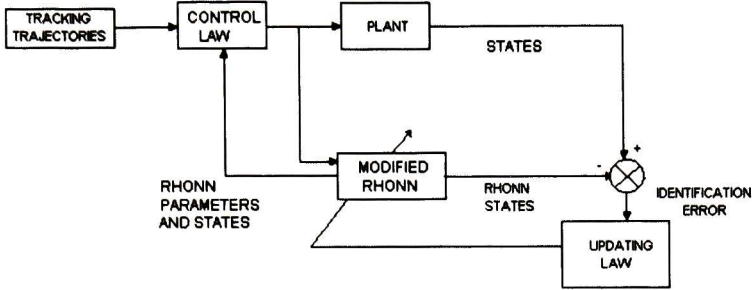 TRACKING
TRAJECTORIES
CONTROL
LAW
PLANT
STATES
+
-
MODIFIED
RHONN
RHONN
PARAMETERS
AND STATES
RHONN
STATES
IDENTIFICATION
ERROR
UPDATING
LAW